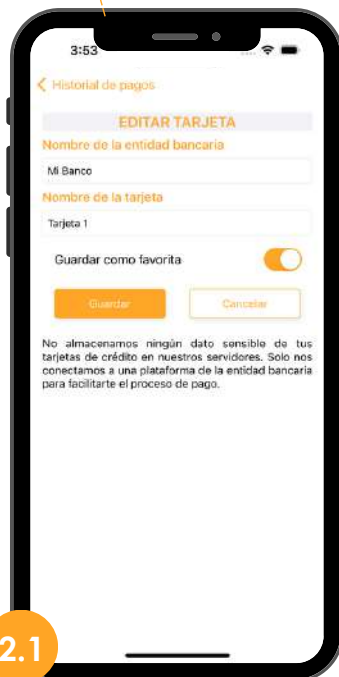 3:53
Historial de pagos
EDITAR TARJETA
Nombre de la entidad bancaria
Mi Banco
Nombre de la tarjeta
Tarjeta 1
Guardar como favorita
Guardar
Cancelar
No almacenamos ningún dato sensible de tus
tarjetas de crédito en nuestros servidores. Solo nos
conectamos a una plataforma de la entidad bancaria
para facilitarte el proceso de pago.
2.1